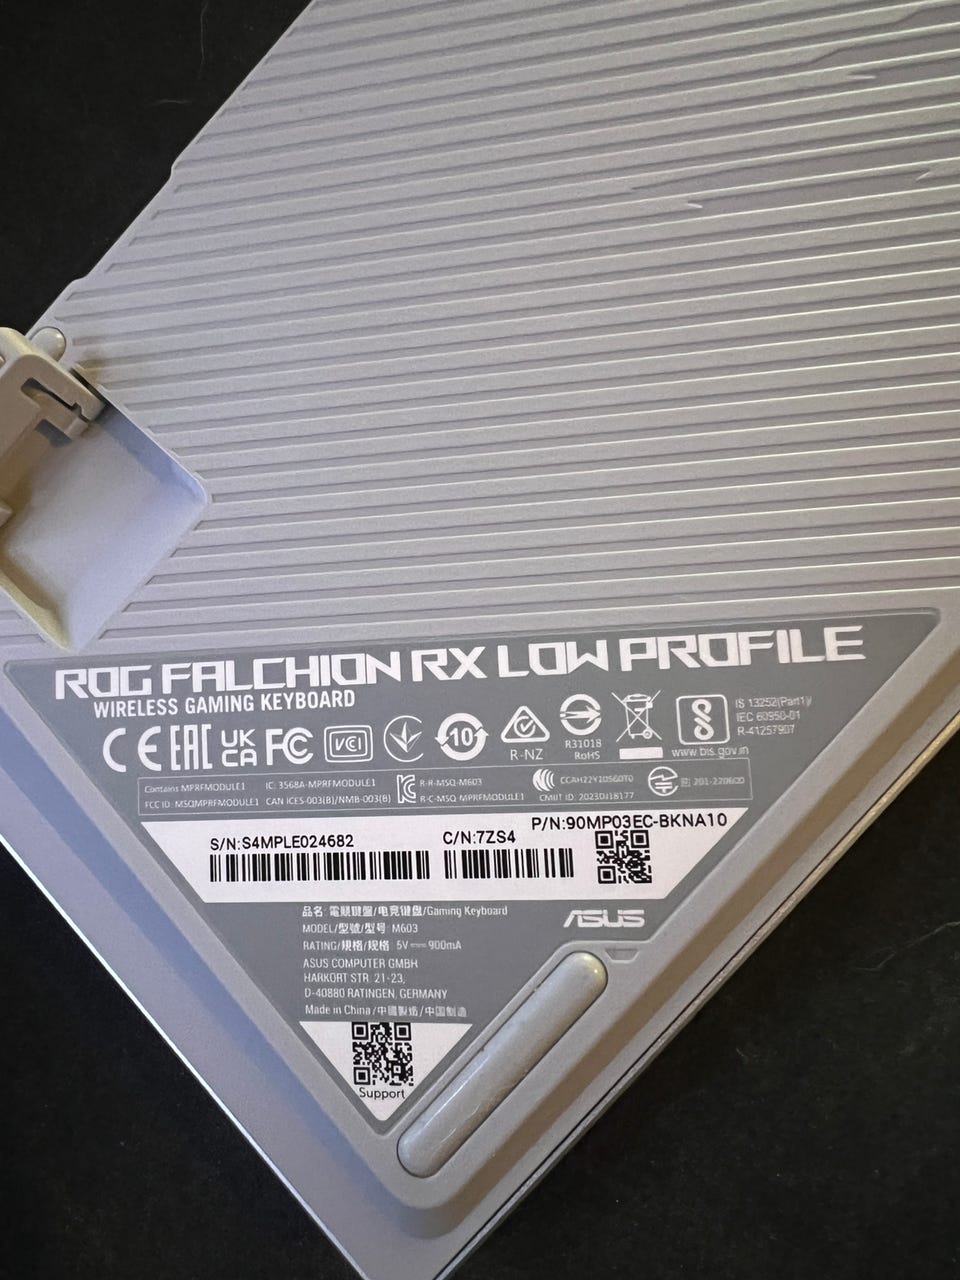 ROG FALCHION RX LOW PROFILE
WIRELESS GAMING KEYBOARD
CE EAC UK CA FC VCCI 10 R-NZ R31018 RoHS www.bis.gov.in
IS 13252(Part1)/
IEC 60950-01
R-41257907
Contains MPRFMODULE1 IC: 3568A-MPRFMODULE1 R-R-MSQ-M603
FCC ID: MSQMPRFMODULE1 CAN ICES-003(B)/NMB-003(B) R-C-MSQ-MPRFMODULE1 CMIIT ID: 2023DJ18177
P/N:90MP03EC-BKNA10
S/N:S4MPLE024682 C/N:7ZS4
品名: 電競鍵盤/电竞键盘/Gaming Keyboard
MODEL/型號/型号: M603
RATING/規格/规格 5V⎓900mA
ASUS COMPUTER GMBH
HARKORT STR. 21-23,
D-40880 RATINGEN, GERMANY
Made in China/中國製造/中国制造
ASUS
Support